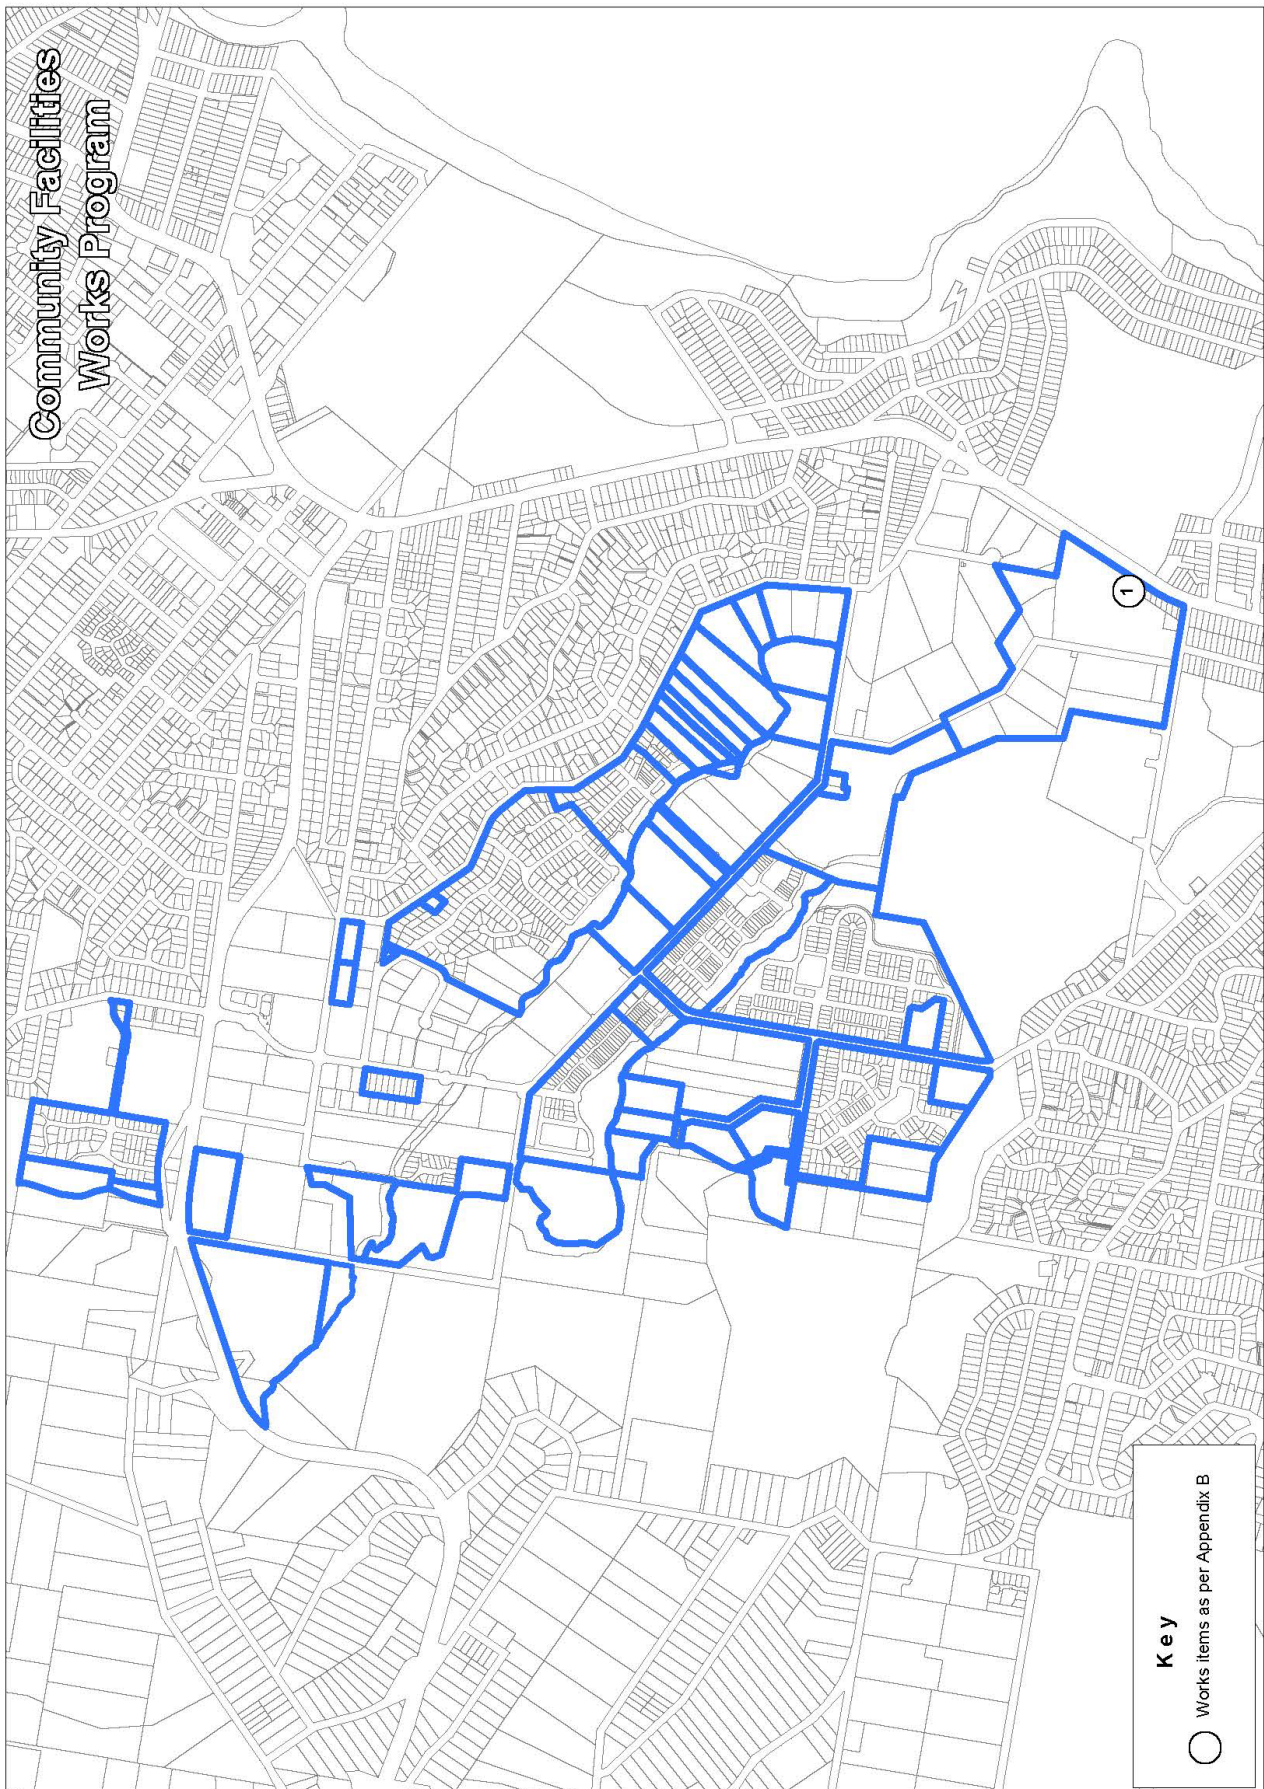 Community Facilities
Works Program
1
Key
Works items as per Appendix B